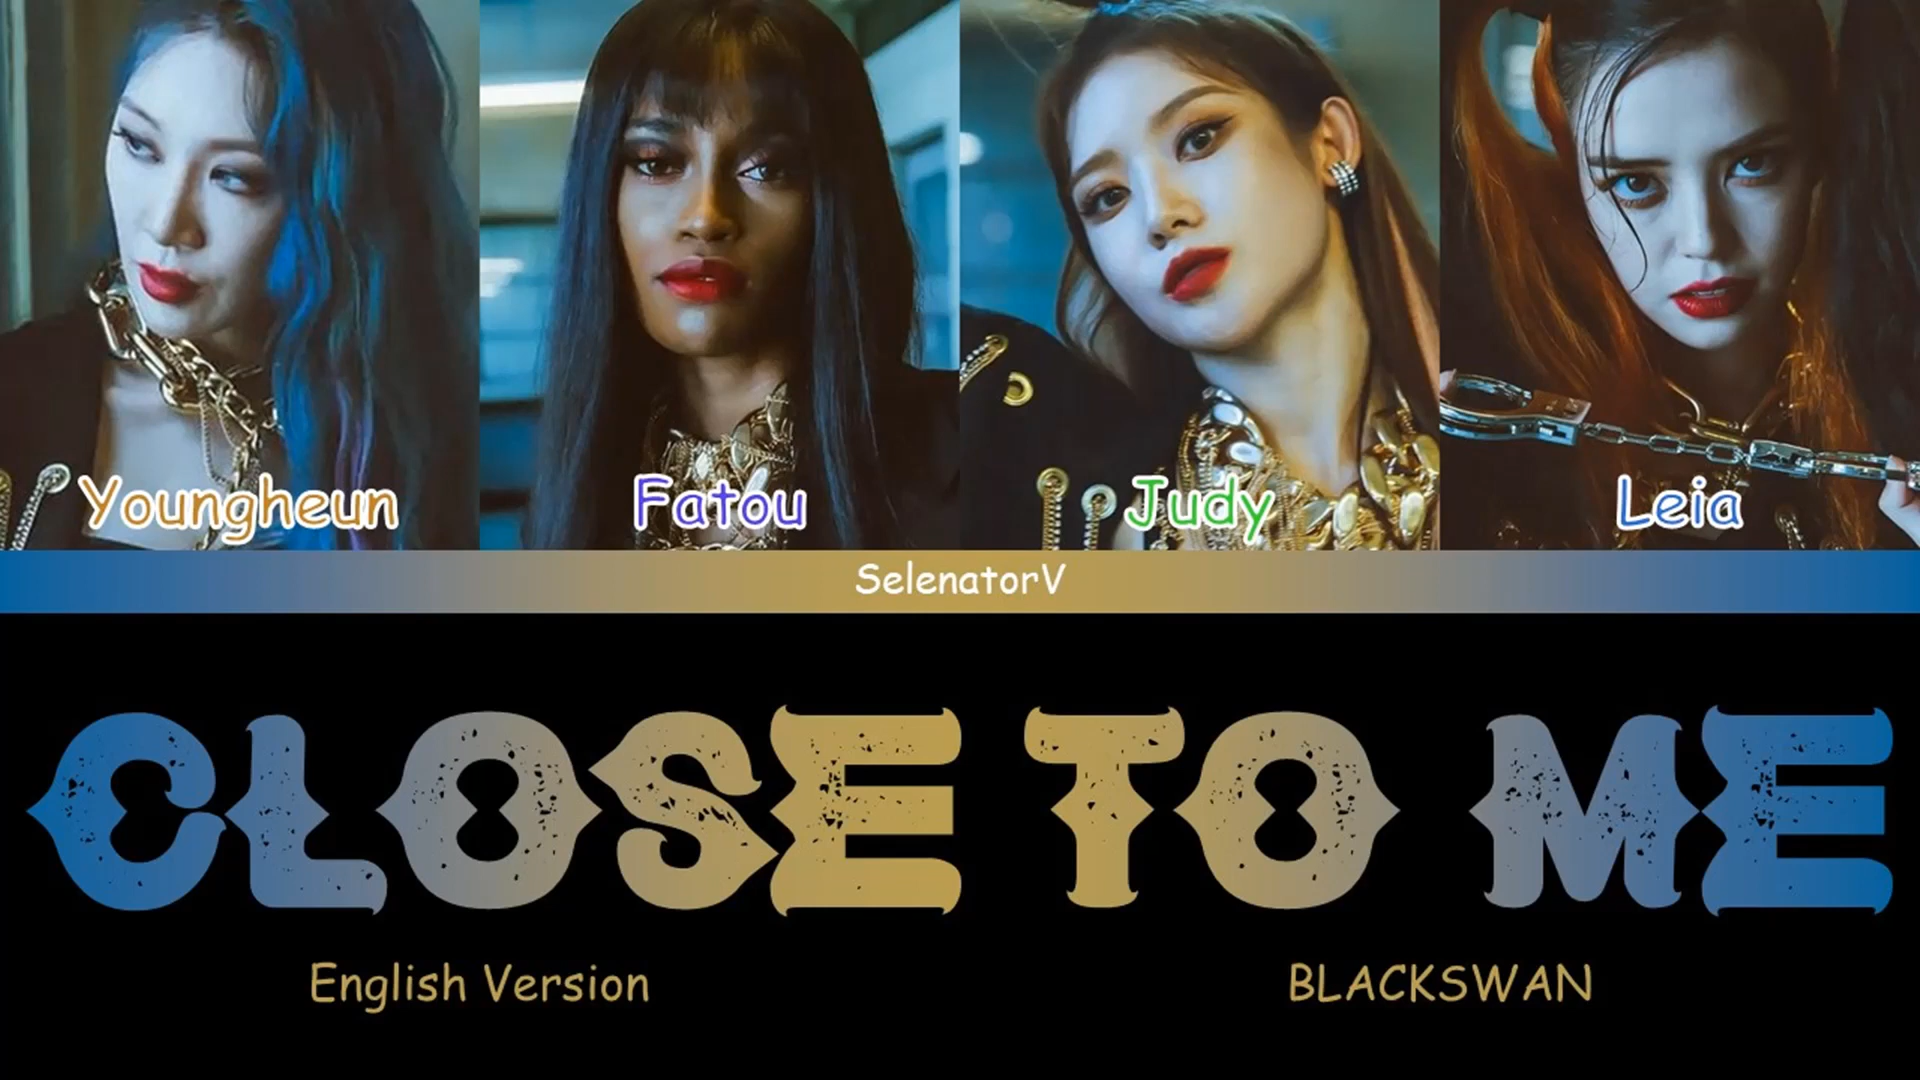 Youngheun
Fatou
Judy
Leia
SelenatorV
CLOSE TO ME
English Version
BLACKSWAN